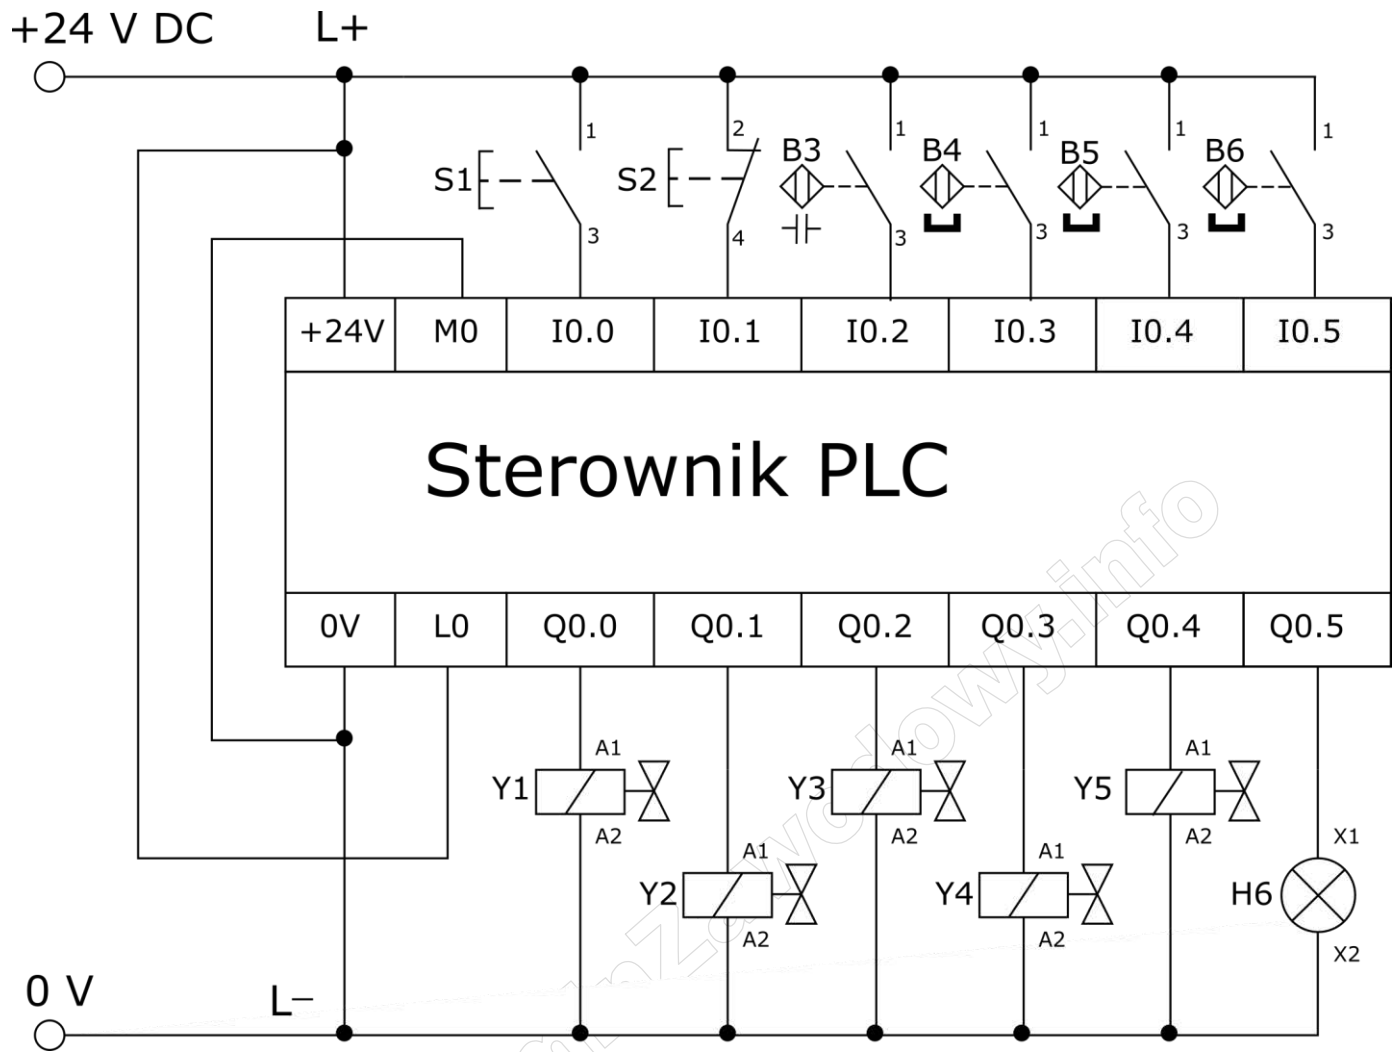 +24 V DC L+
1 2 1 1 1 1
S1 S2 B3 B4 B5 B6
3 4 3 3 3 3
+24V M0 I0.0 I0.1 I0.2 I0.3 I0.4 I0.5
Sterownik PLC
0V L0 Q0.0 Q0.1 Q0.2 Q0.3 Q0.4 Q0.5
A1 A1 A1
Y1 Y3 Y5
A2 A2 A2
A1 A1 X1
Y2 Y4 H6
A2 A2 X2
0 V L–